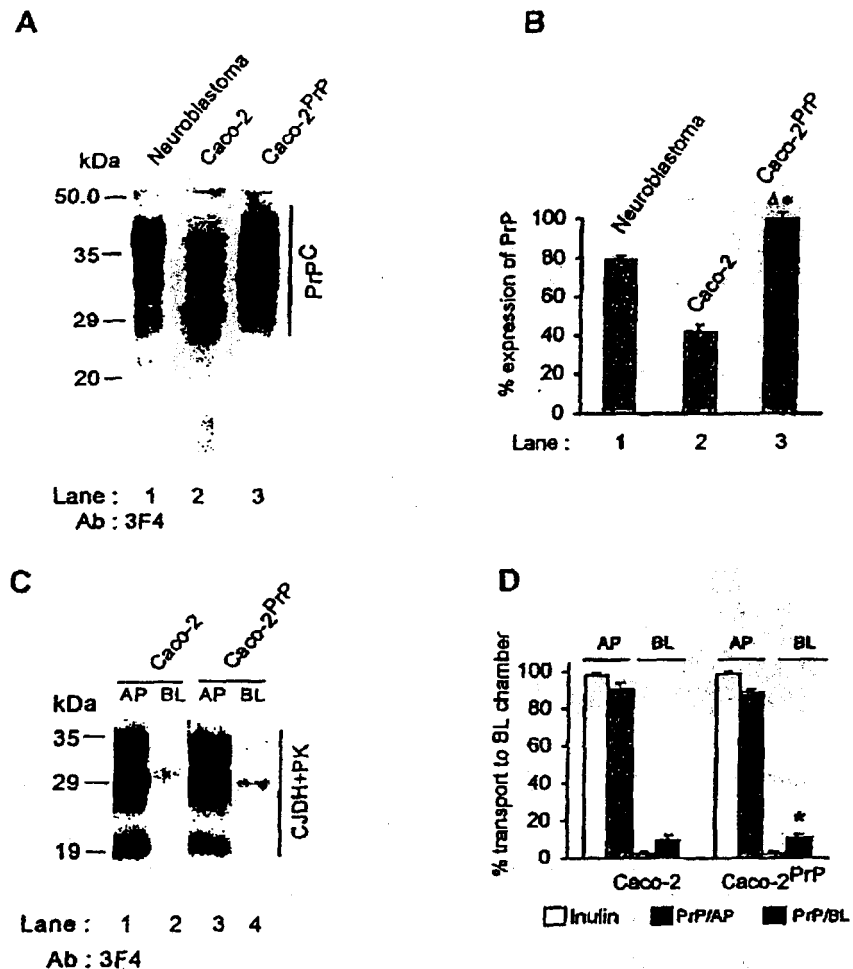 A
Neuroblastoma
Caco-2
Caco-2PrP
kDa
50.0
35
29
20
PrPC
Lane : 1 2 3
Ab : 3F4
B
Neuroblastoma
Caco-2
Caco-2PrP
Δ*
% expression of PrP
100
80
60
40
20
0
Lane : 1 2 3
C
Caco-2
Caco-2PrP
AP BL AP BL
kDa
35
29
19
CJDH+PK
Lane : 1 2 3 4
Ab : 3F4
D
AP BL AP BL
% transport to BL chamber
100
80
60
40
20
0
*
Caco-2 Caco-2PrP
Inulin PrP/AP PrP/BL